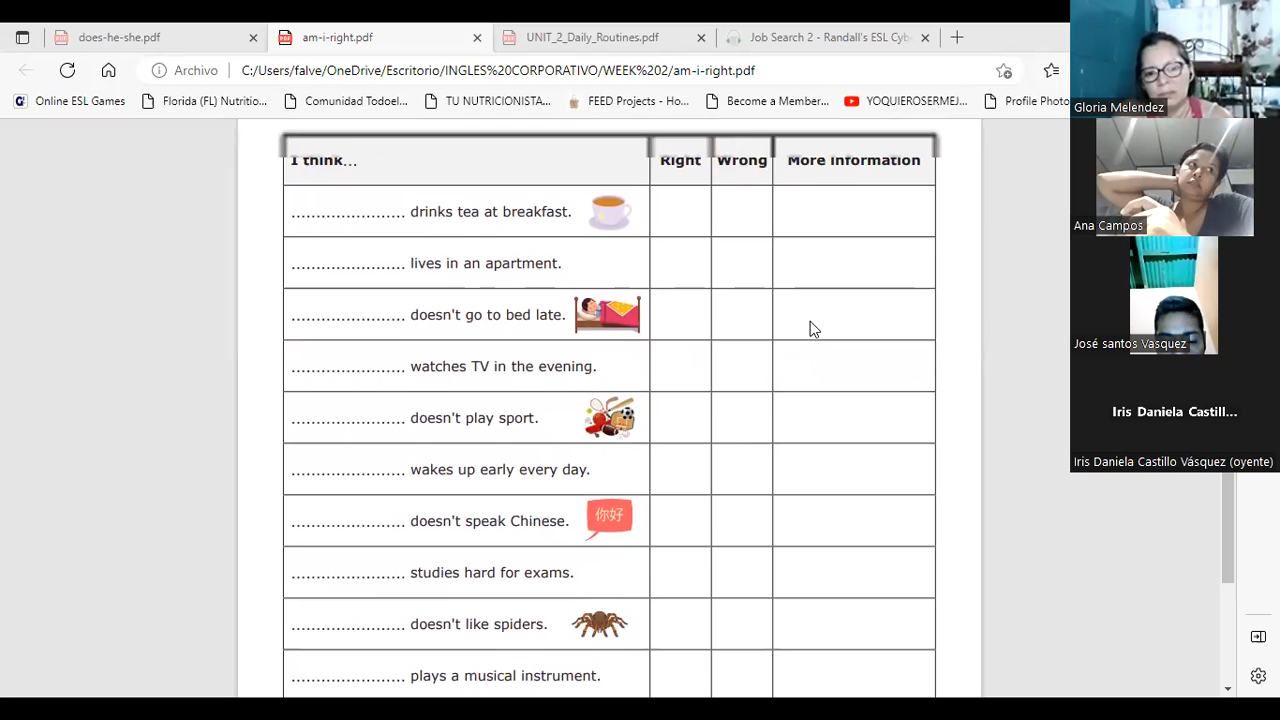 does-he-she.pdf
am-i-right.pdf
UNIT_2_Daily_Routines.pdf
Job Search 2 - Randall's ESL Cyb
Archivo
C:/Users/falve/OneDrive/Escritorio/INGLES%20CORPORATIVO/WEEK%202/am-i-right.pdf
Online ESL Games
Florida (FL) Nutritio...
Comunidad Todoel...
TU NUTRICIONISTA...
FEED Projects - Ho...
Become a Member...
YOQUIEROSERMEJ...
Profile Photo
Gloria Melendez
I think...
Right
Wrong
More information
....................... drinks tea at breakfast.
Ana Campos
....................... lives in an apartment.
....................... doesn't go to bed late.
José santos Vasquez
....................... watches TV in the evening.
....................... doesn't play sport.
Iris Daniela Castill...
Iris Daniela Castillo Vásquez (oyente)
....................... wakes up early every day.
....................... doesn't speak Chinese.
你好
....................... studies hard for exams.
....................... doesn't like spiders.
....................... plays a musical instrument.